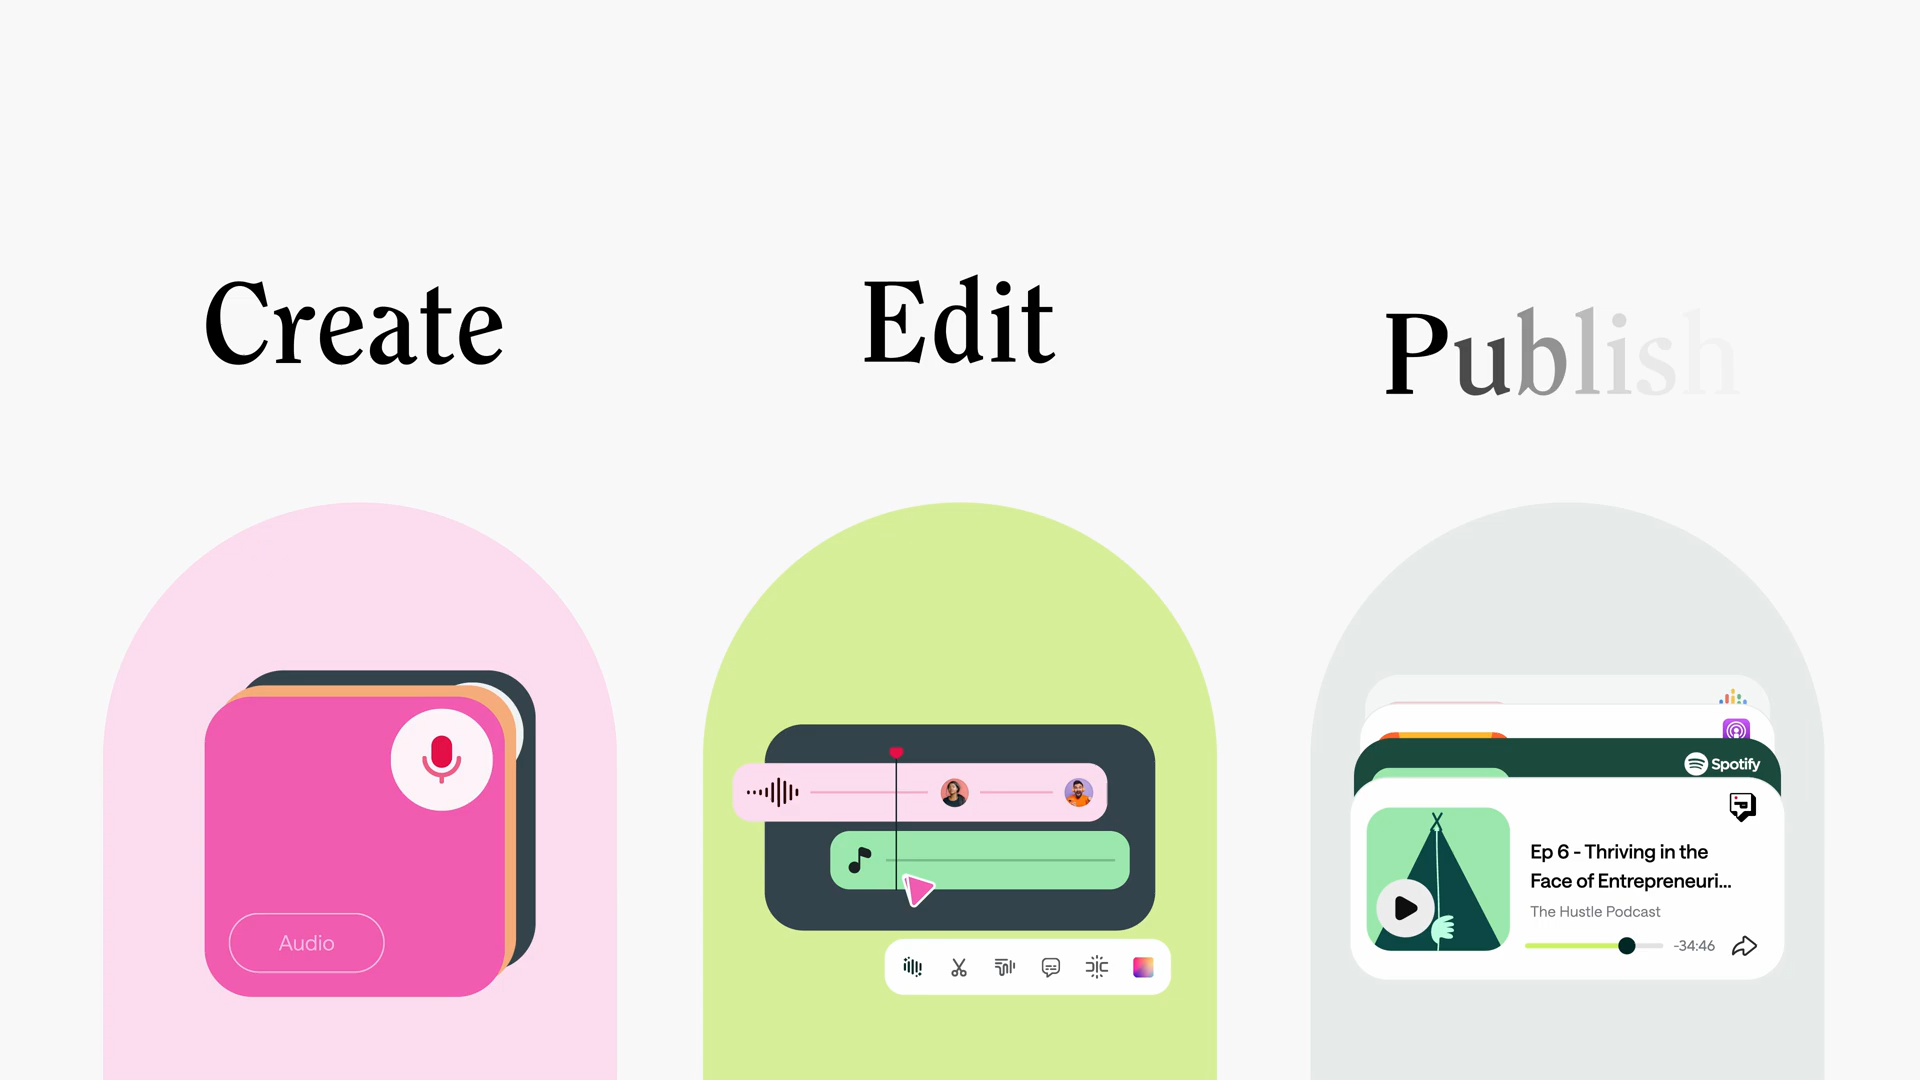 Create
Edit
Publish
Audio
Spotify
Ep 6 - Thriving in the
Face of Entrepreneuri...
The Hustle Podcast
-34:46